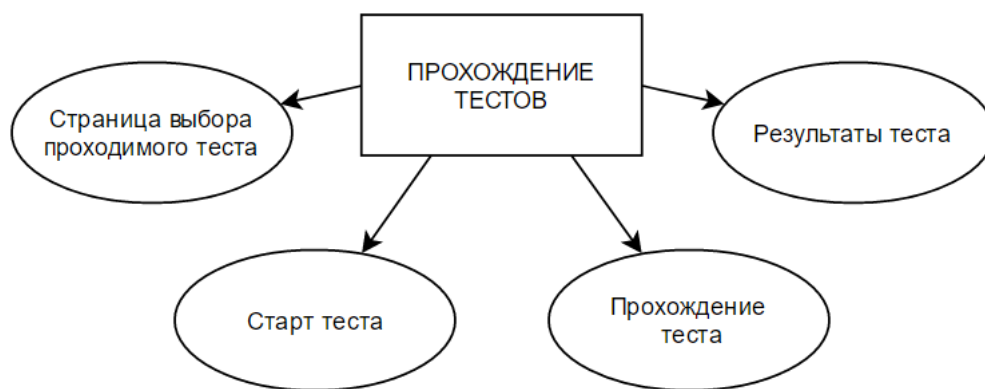 ПРОХОЖДЕНИЕ
ТЕСТОВ
Страница выбора
проходимого теста
Результаты теста
Старт теста
Прохождение
теста